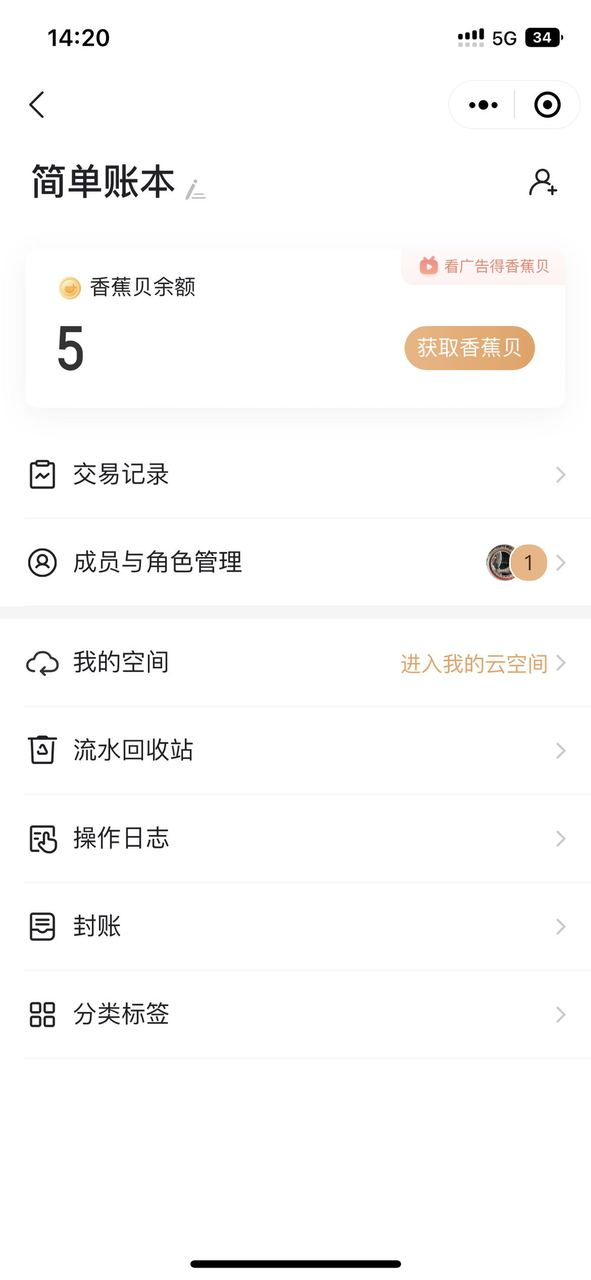 14:20
5G 34
简单账本
看广告得香蕉贝
香蕉贝余额
5
获取香蕉贝
交易记录
成员与角色管理 1
我的空间 进入我的云空间
流水回收站
操作日志
封账
分类标签